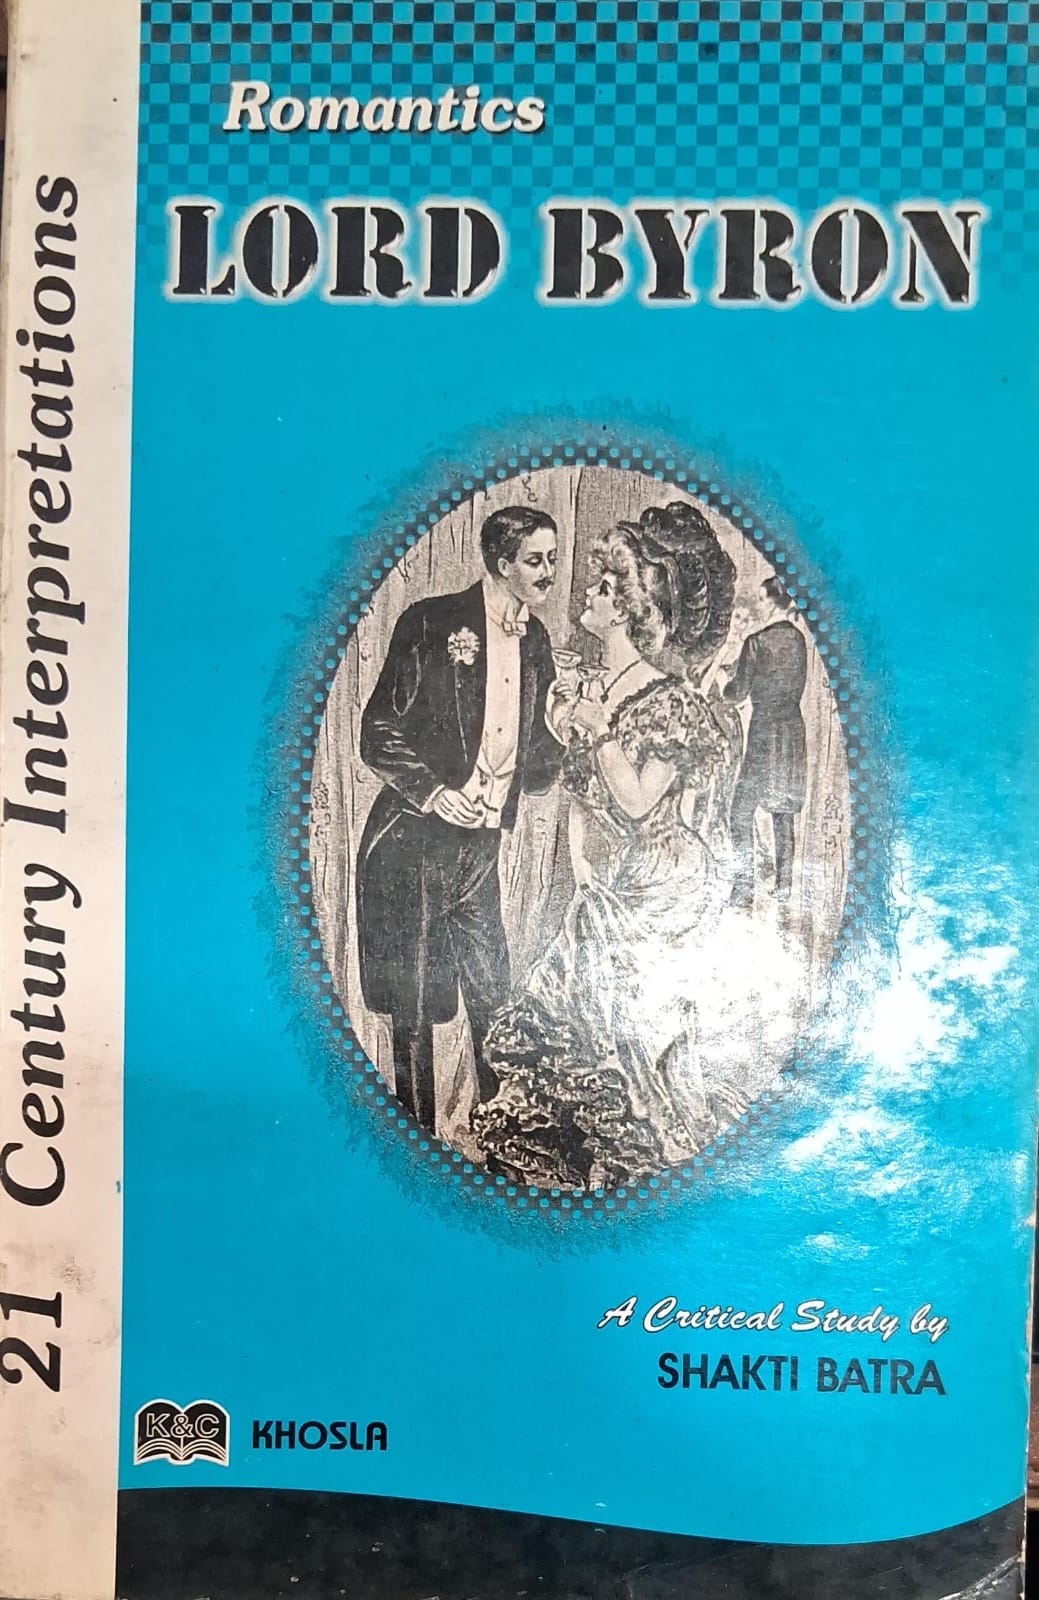 Romantics
LORD BYRON
21 Century Interpretations
A Critical Study by
SHAKTI BATRA
K&C
KHOSLA